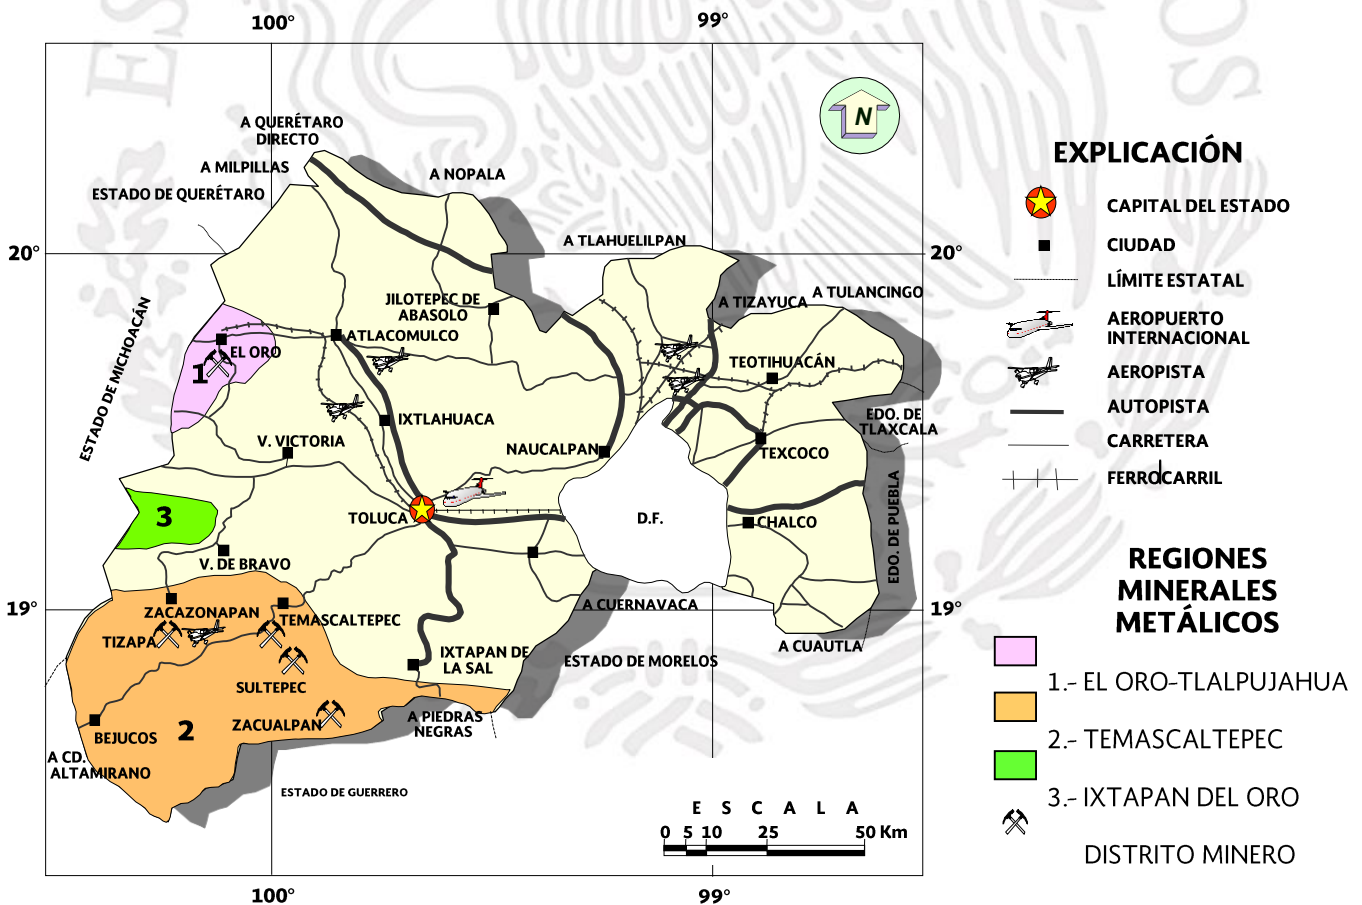 100°
99°
A QUERÉTARO
DIRECTO
A MILPILLAS
ESTADO DE QUERÉTARO
A NOPALA
N
20°
A TLAHUELILPAN
20°
A TIZAYUCA
A TULANCINGO
JILOTEPEC DE
ABASOLO
ATLACOMULCO
EL ORO
1
ESTADO DE MICHOACÁN
TEOTIHUACÁN
IXTLAHUACA
EDO. DE
TLAXCALA
V. VICTORIA
NAUCALPAN
TEXCOCO
3
TOLUCA
D.F.
CHALCO
EDO. DE PUEBLA
V. DE BRAVO
19°
ZACAZONAPAN
TEMASCALTEPEC
A CUERNAVACA
19°
TIZAPA
IXTAPAN DE
LA SAL
ESTADO DE MORELOS
A CUAUTLA
SULTEPEC
ZACUALPAN
A PIEDRAS
NEGRAS
2
BEJUCOS
A CD.
ALTAMIRANO
ESTADO DE GUERRERO
E S C A L A
0 5 10 25 50 Km
100°
99°
EXPLICACIÓN
CAPITAL DEL ESTADO
CIUDAD
LÍMITE ESTATAL
AEROPUERTO
INTERNACIONAL
AEROPISTA
AUTOPISTA
CARRETERA
FERROCARRIL
REGIONES
MINERALES
METÁLICOS
1.- EL ORO-TLALPUJAHUA
2.- TEMASCALTEPEC
3.- IXTAPAN DEL ORO
DISTRITO MINERO